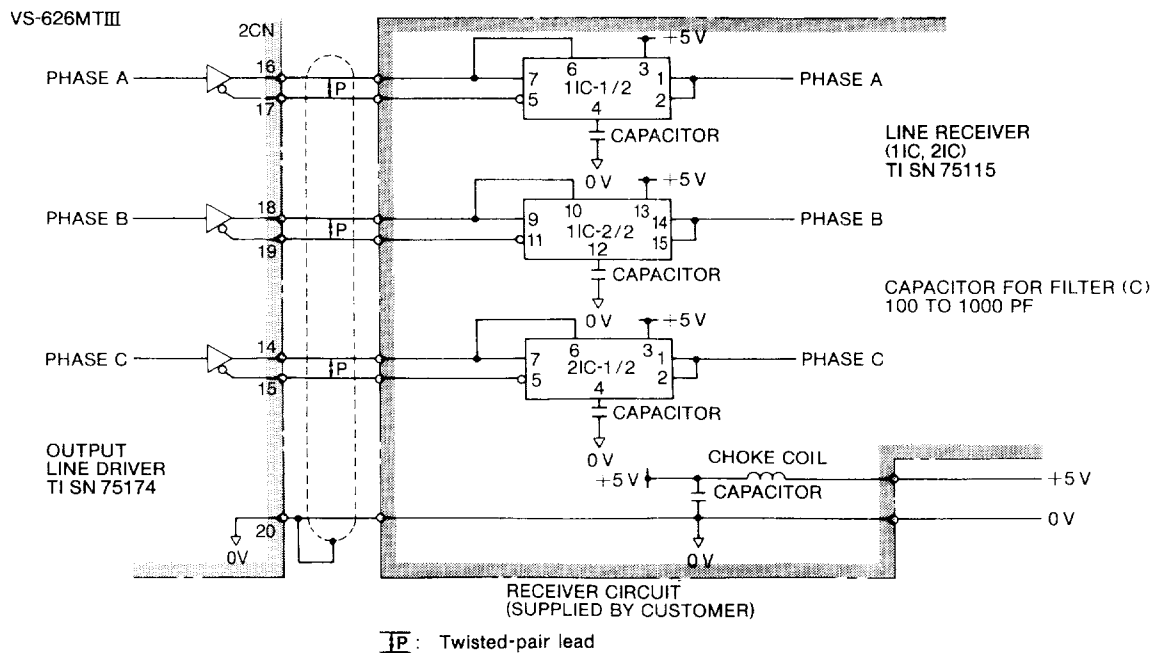 VS-626MTIII
2CN
+5 V
PHASE A
16
6
3
7
1
PHASE A
P
1IC-1/2
17
5
2
4
CAPACITOR
LINE RECEIVER
(1IC, 2IC)
TI SN 75115
0 V
+5 V
PHASE B
18
10
13
9
14
PHASE B
P
1IC-2/2
19
11
15
12
CAPACITOR
CAPACITOR FOR FILTER (C)
100 TO 1000 PF
0 V
+5 V
PHASE C
14
6
3
7
1
PHASE C
P
2IC-1/2
15
5
2
4
CAPACITOR
OUTPUT
LINE DRIVER
TI SN 75174
0 V
CHOKE COIL
+5 V
+5 V
CAPACITOR
20
0 V
0V
0 V
RECEIVER CIRCUIT
(SUPPLIED BY CUSTOMER)
P : Twisted-pair lead